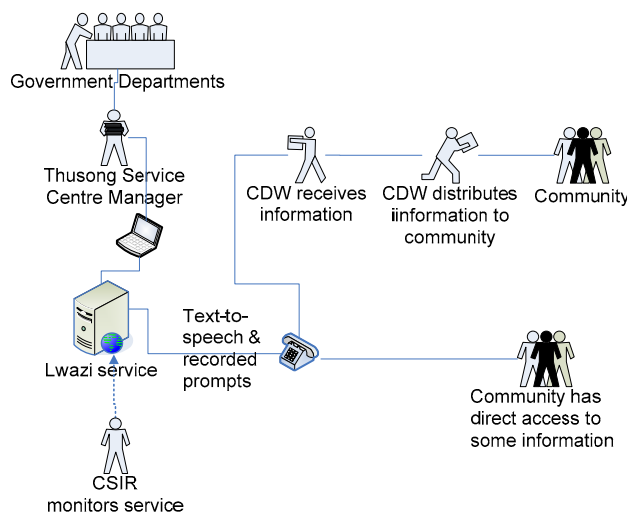 Government Departments
Thusong Service
Centre Manager
CDW receives
information
CDW distributes
iinformation to
community
Community
Text-to-
speech &
recorded
prompts
Lwazi service
Community has
direct access to
some information
CSIR
monitors service